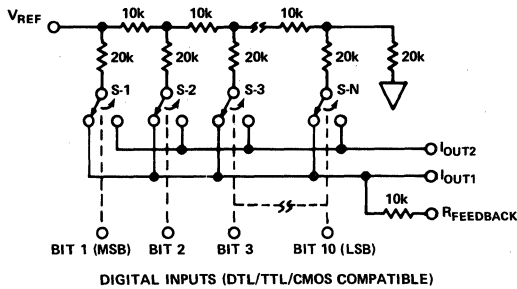 VREF 10k 10k 10k
20k 20k 20k 20k 20k
S-1 S-2 S-3 S-N
IOUT2
IOUT1
10k
RFEEDBACK
BIT 1 (MSB) BIT 2 BIT 3 BIT 10 (LSB)
DIGITAL INPUTS (DTL/TTL/CMOS COMPATIBLE)